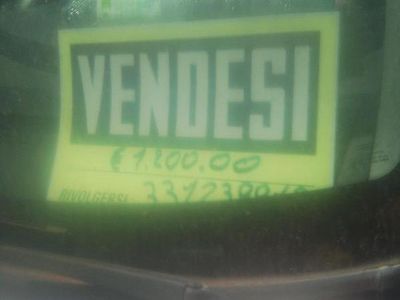 VENDESI
€ 1.200.00
RIVOLGERSI